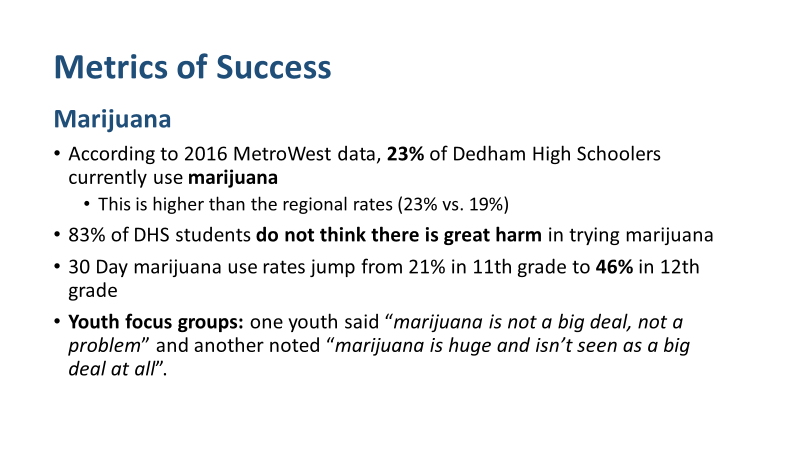 Metrics of Success
Marijuana
• According to 2016 MetroWest data, 23% of Dedham High Schoolers
currently use marijuana
• This is higher than the regional rates (23% vs. 19%)
• 83% of DHS students do not think there is great harm in trying marijuana
• 30 Day marijuana use rates jump from 21% in 11th grade to 46% in 12th
grade
• Youth focus groups: one youth said “marijuana is not a big deal, not a
problem” and another noted “marijuana is huge and isn’t seen as a big
deal at all”.